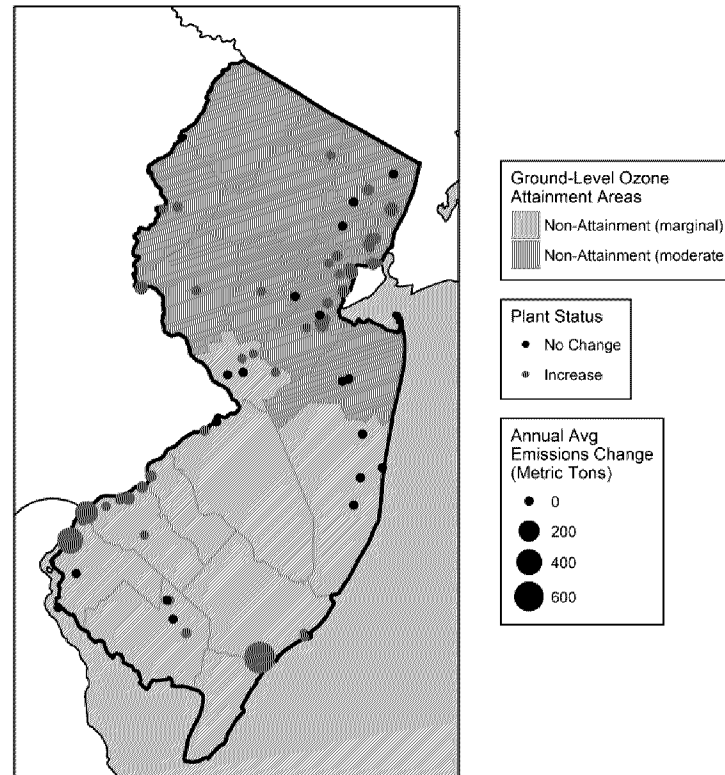 Ground-Level Ozone
Attainment Areas
Non-Attainment (marginal)
Non-Attainment (moderate
Plant Status
No Change
Increase
Annual Avg
Emissions Change
(Metric Tons)
0
200
400
600